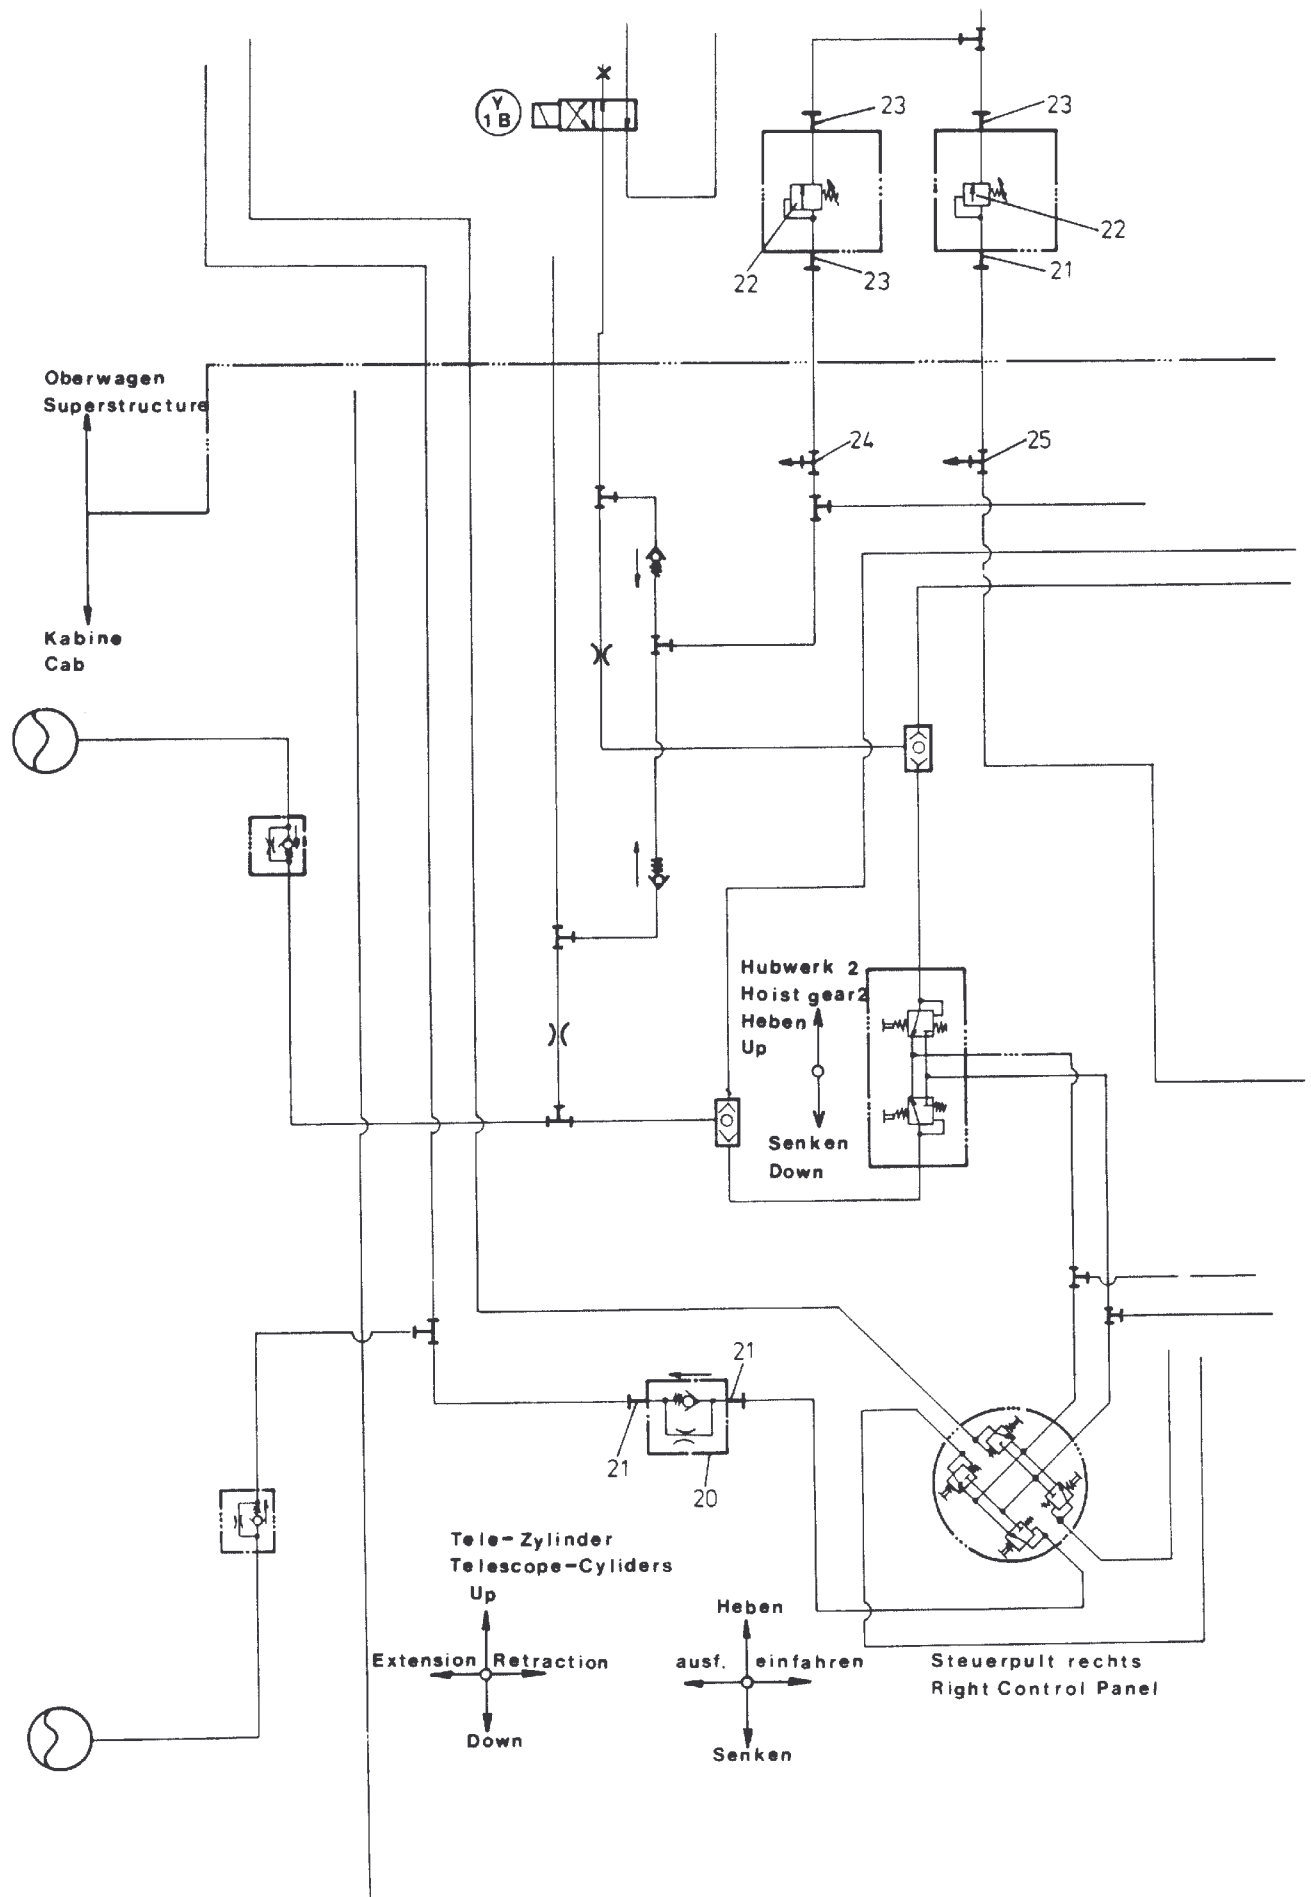 Y
1 B
23
23
22
22
23
21
Oberwagen
Superstructure
24
25
Kabine
Cab
Hubwerk 2
Hoist gear2
Heben
Up
Senken
Down
21
21
20
Tele-Zylinder
Telescope-Cyliders
Up
Extension Retraction
Down
Heben
ausf. einfahren
Senken
Steuerpult rechts
Right Control Panel